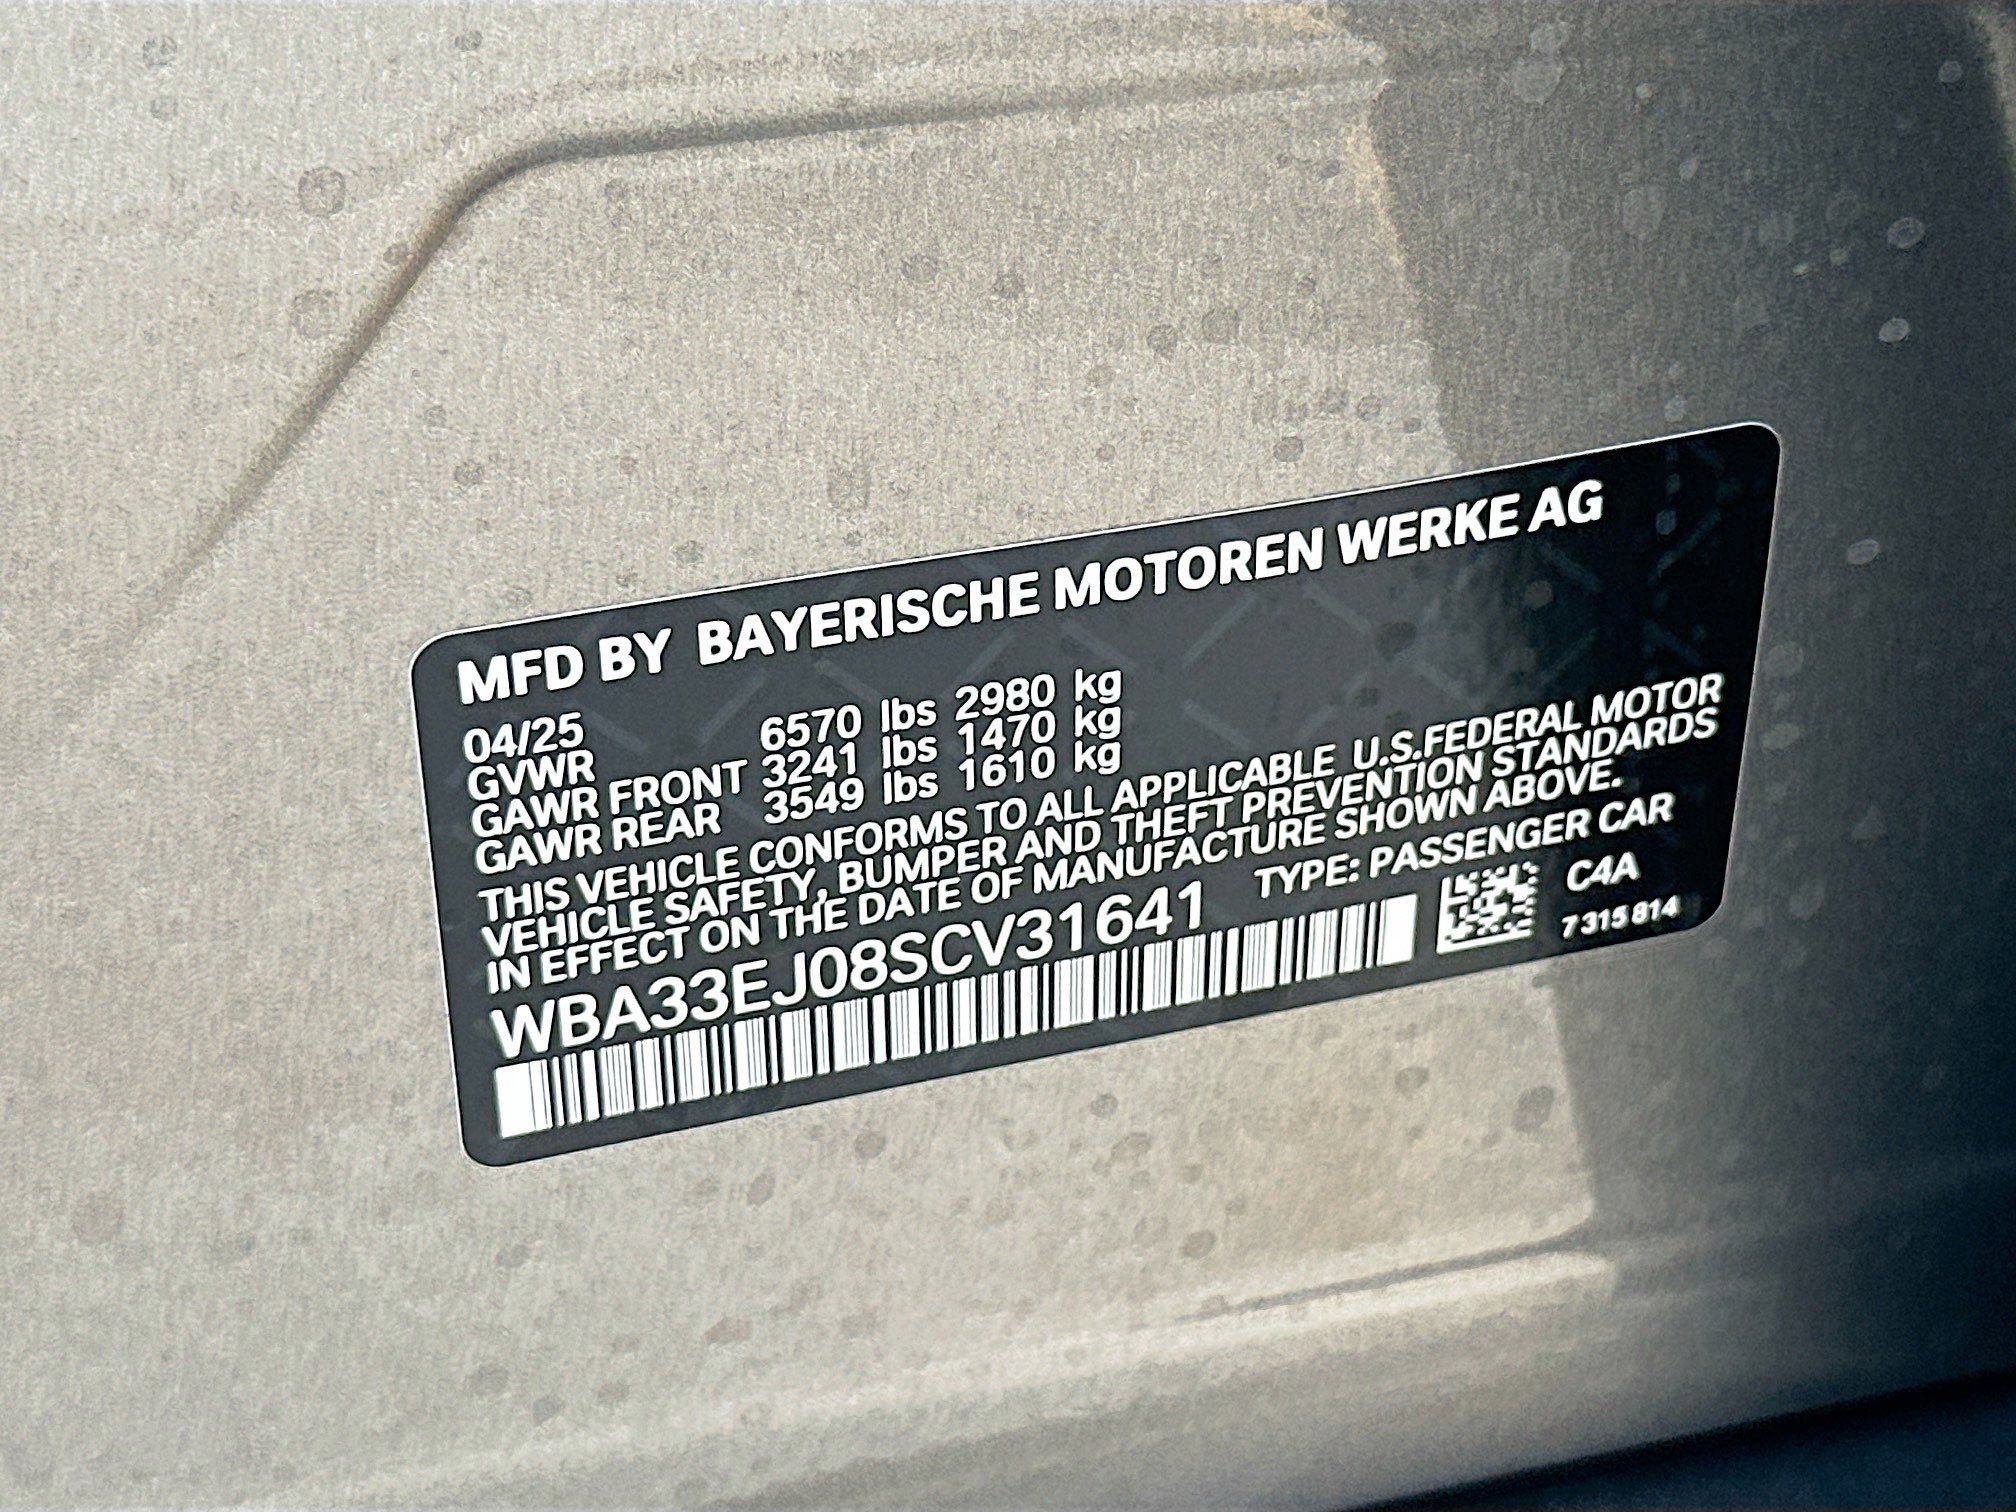 MFD BY BAYERISCHE MOTOREN WERKE AG
04/25
GVWR 6570 lbs 2980 kg
GAWR FRONT 3241 lbs 1470 kg
GAWR REAR 3549 lbs 1610 kg
THIS VEHICLE CONFORMS TO ALL APPLICABLE U.S.FEDERAL MOTOR
VEHICLE SAFETY, BUMPER AND THEFT PREVENTION STANDARDS
IN EFFECT ON THE DATE OF MANUFACTURE SHOWN ABOVE.
WBA33EJ08SCV31641 TYPE: PASSENGER CAR
C4A
7 315 814